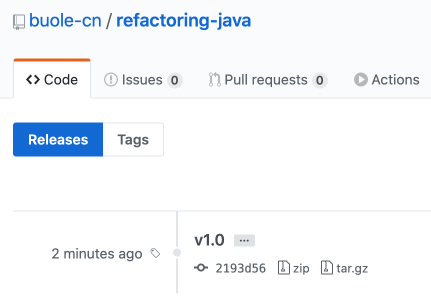 buole-cn / refactoring-java
Code Issues 0 Pull requests 0 Actions
Releases Tags
2 minutes ago v1.0 ...
2193d56 zip tar.gz